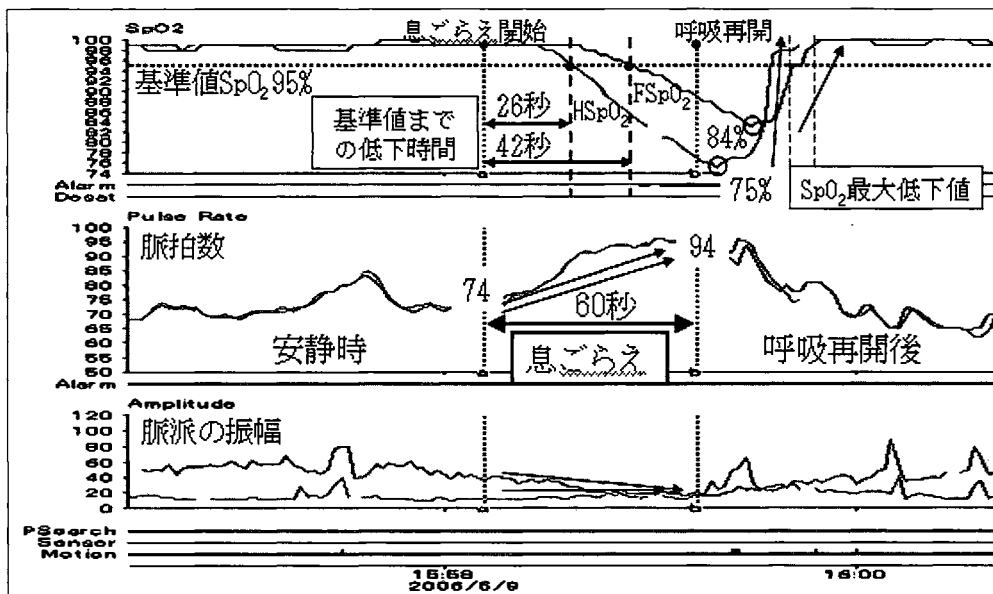 SpO2
100
98
96
94
92
90
88
86
84
82
80
78
76
74
息ごらえ開始
呼吸再開
基準値SpO₂95%
基準値まで
の低下時間
26秒
42秒
HSpO₂
FSpO₂
84%
75%
SpO₂最大低下値
Alarm
Desat
Pulse Rate
100
95
90
85
80
75
70
65
60
55
50
脈拍数
74
94
60秒
安静時
息ごらえ
呼吸再開後
Alarm
Amplitude
120
100
80
60
40
20
0
脈派の振幅
PSearch
Sensor
Motion
15:58
2006/6/9
16:00